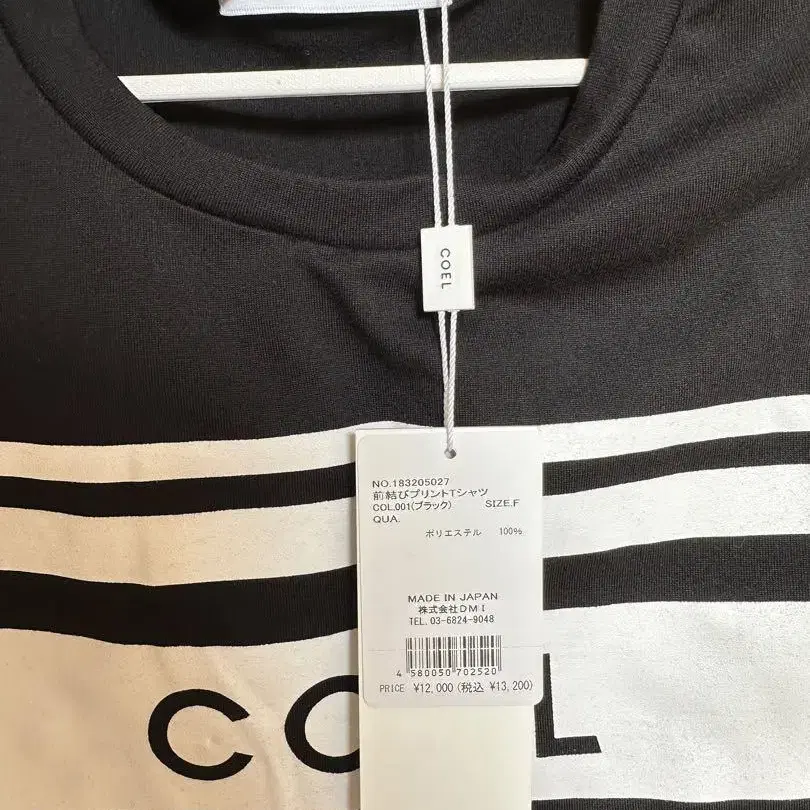 COEL
NO.183205027
前結びプリントTシャツ
COL.001(ブラック) SIZE.F
QUA.
ポリエステル 100%
MADE IN JAPAN
株式会社DMI
TEL.03-6824-9048
4 580050 702520
PRICE ¥12,000(税込 ¥13,200)
CO L